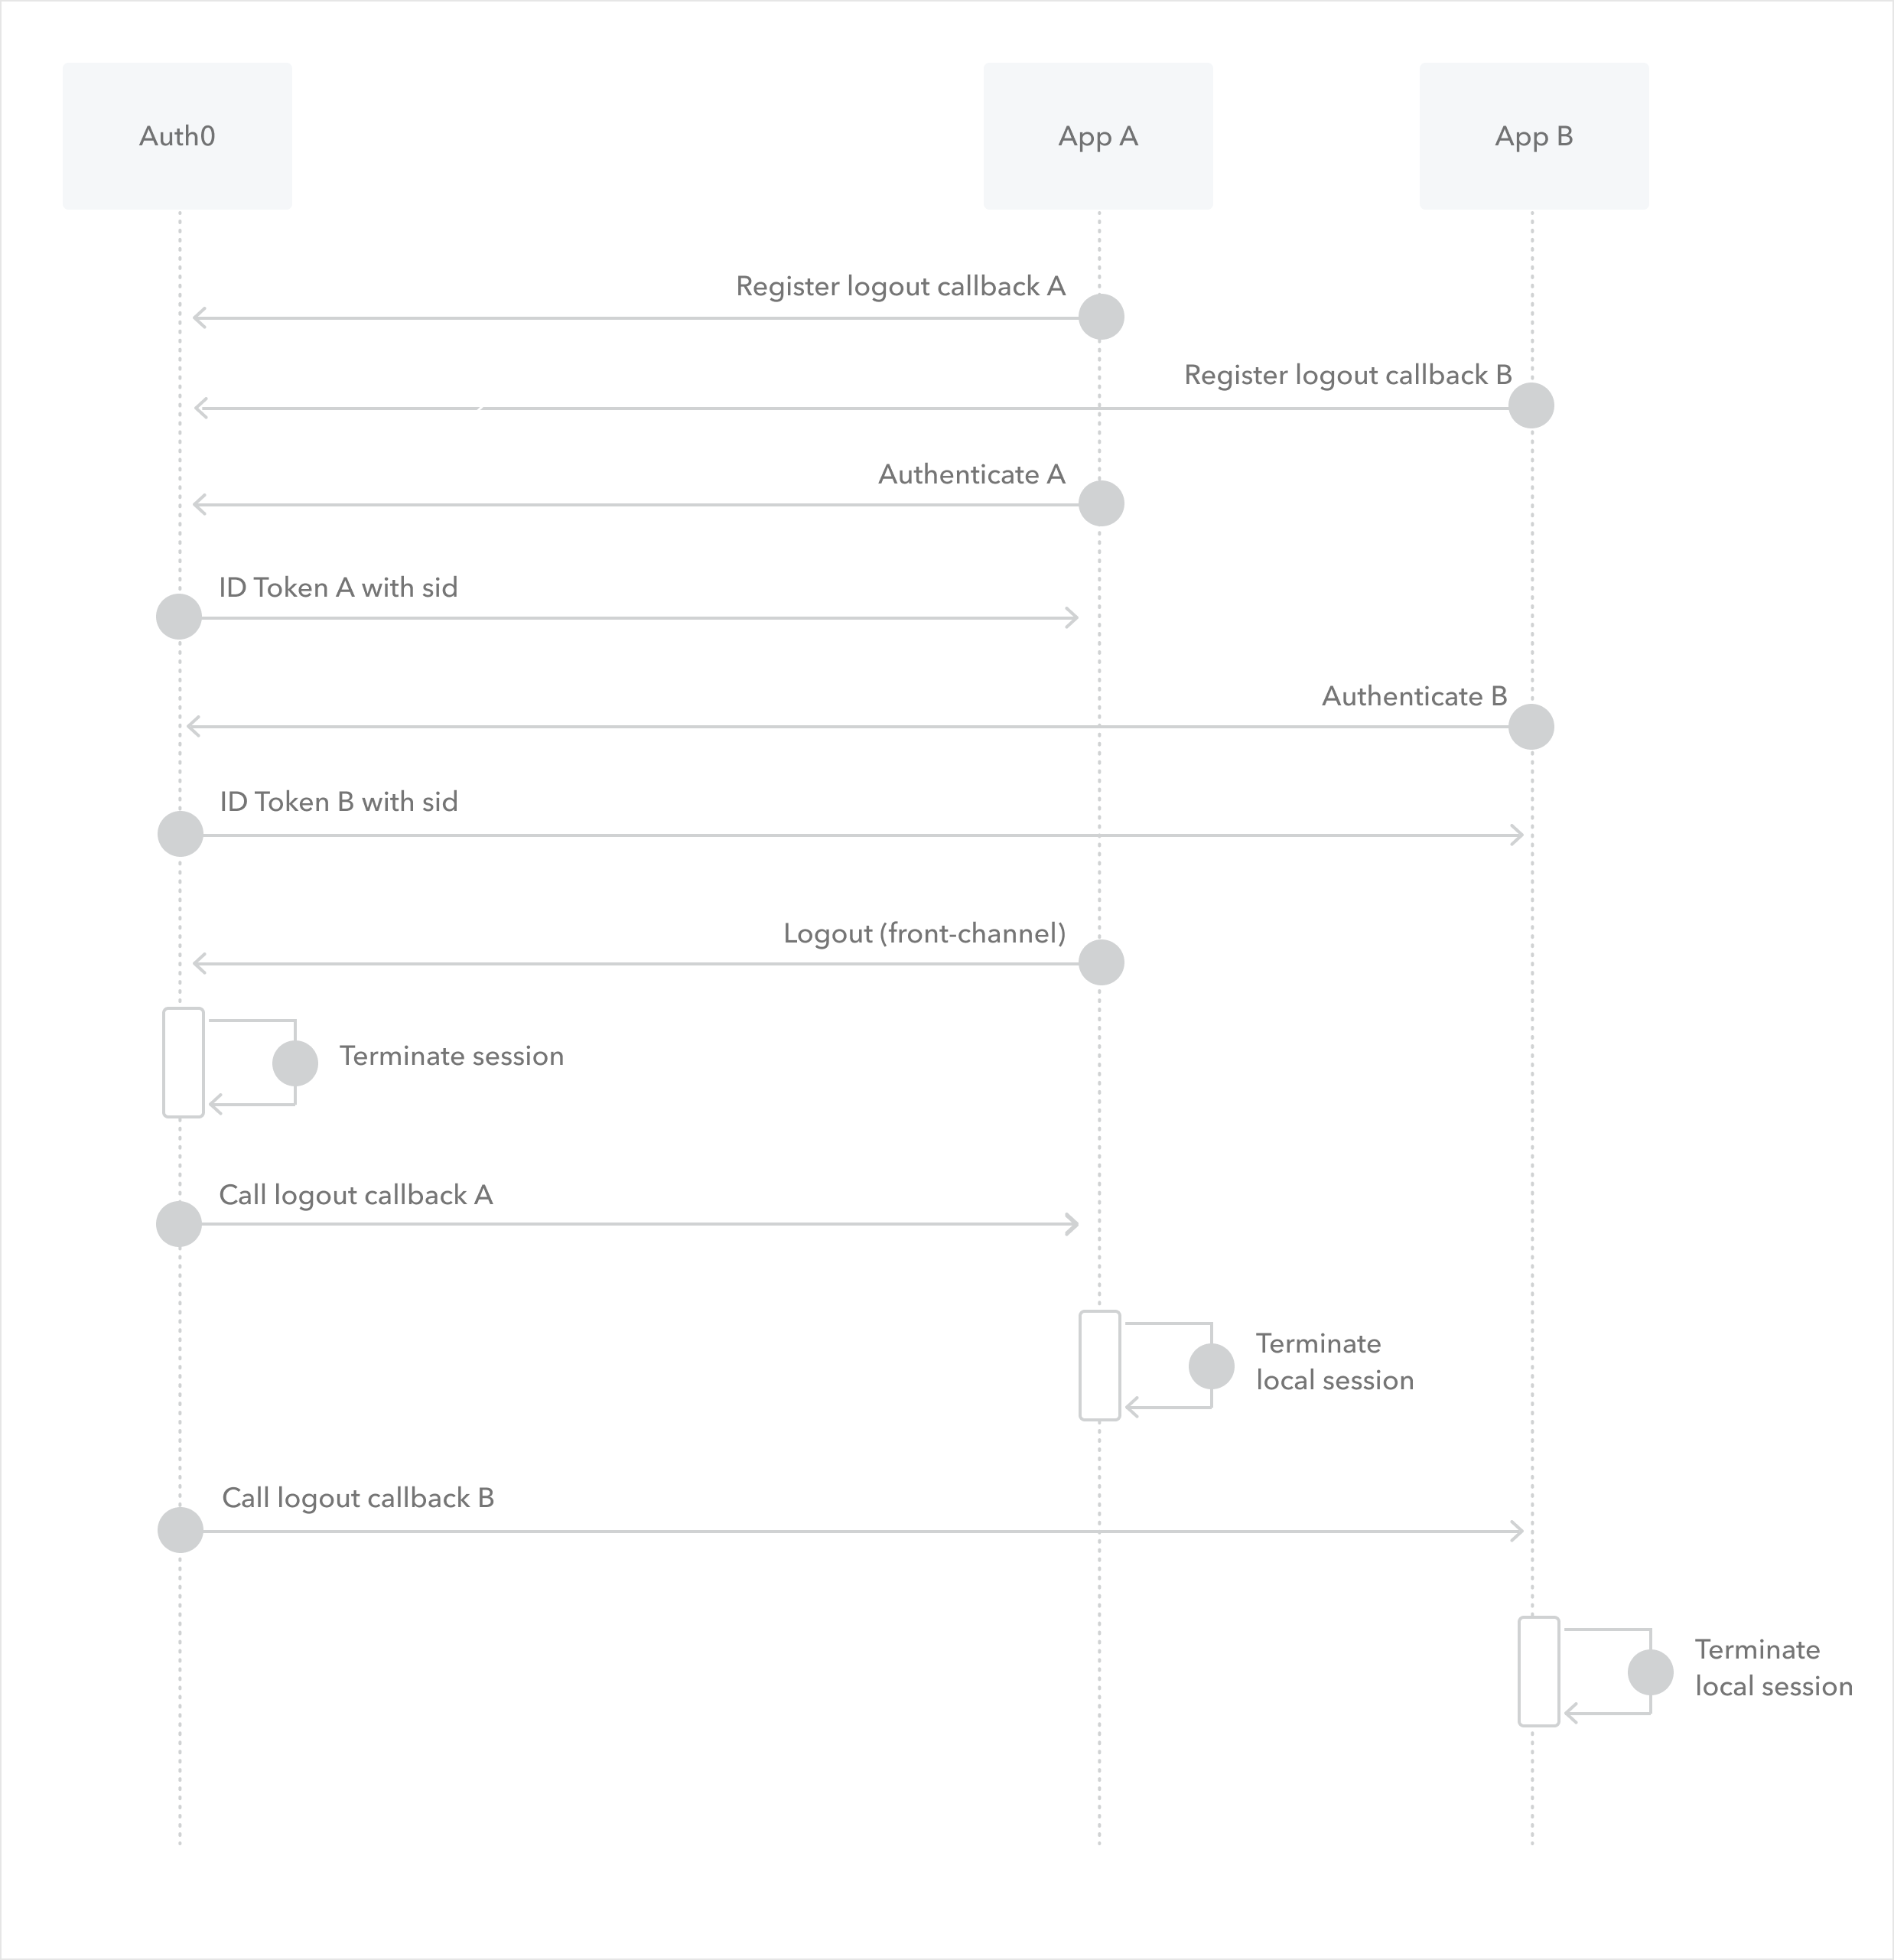 Auth0
App A
App B
Register logout callback A
Register logout callback B
Authenticate A
ID Token A with sid
Authenticate B
ID Token B with sid
Logout (front-channel)
Terminate session
Call logout callback A
Terminate
local session
Call logout callback B
Terminate
local session